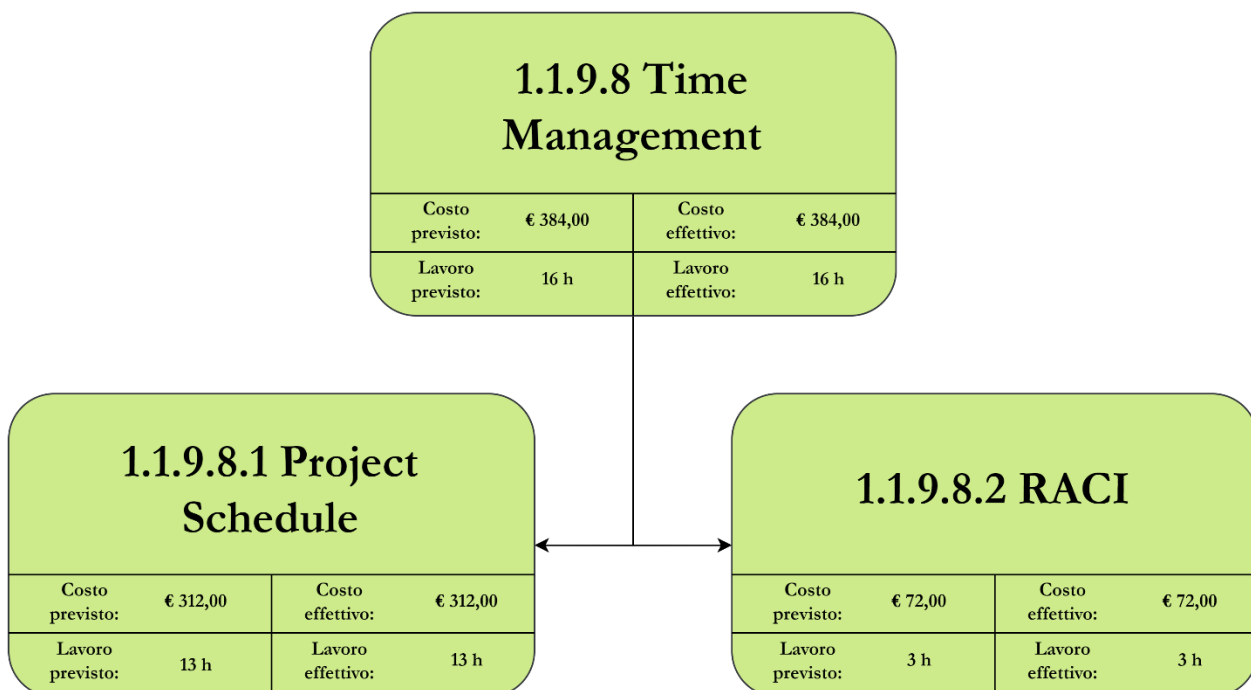 1.1.9.8 Time
Management
Costo
previsto:
€ 384,00
Costo
effettivo:
€ 384,00
Lavoro
previsto:
16 h
Lavoro
effettivo:
16 h
1.1.9.8.1 Project
Schedule
Costo
previsto:
€ 312,00
Costo
effettivo:
€ 312,00
Lavoro
previsto:
13 h
Lavoro
effettivo:
13 h
1.1.9.8.2 RACI
Costo
previsto:
€ 72,00
Costo
effettivo:
€ 72,00
Lavoro
previsto:
3 h
Lavoro
effettivo:
3 h